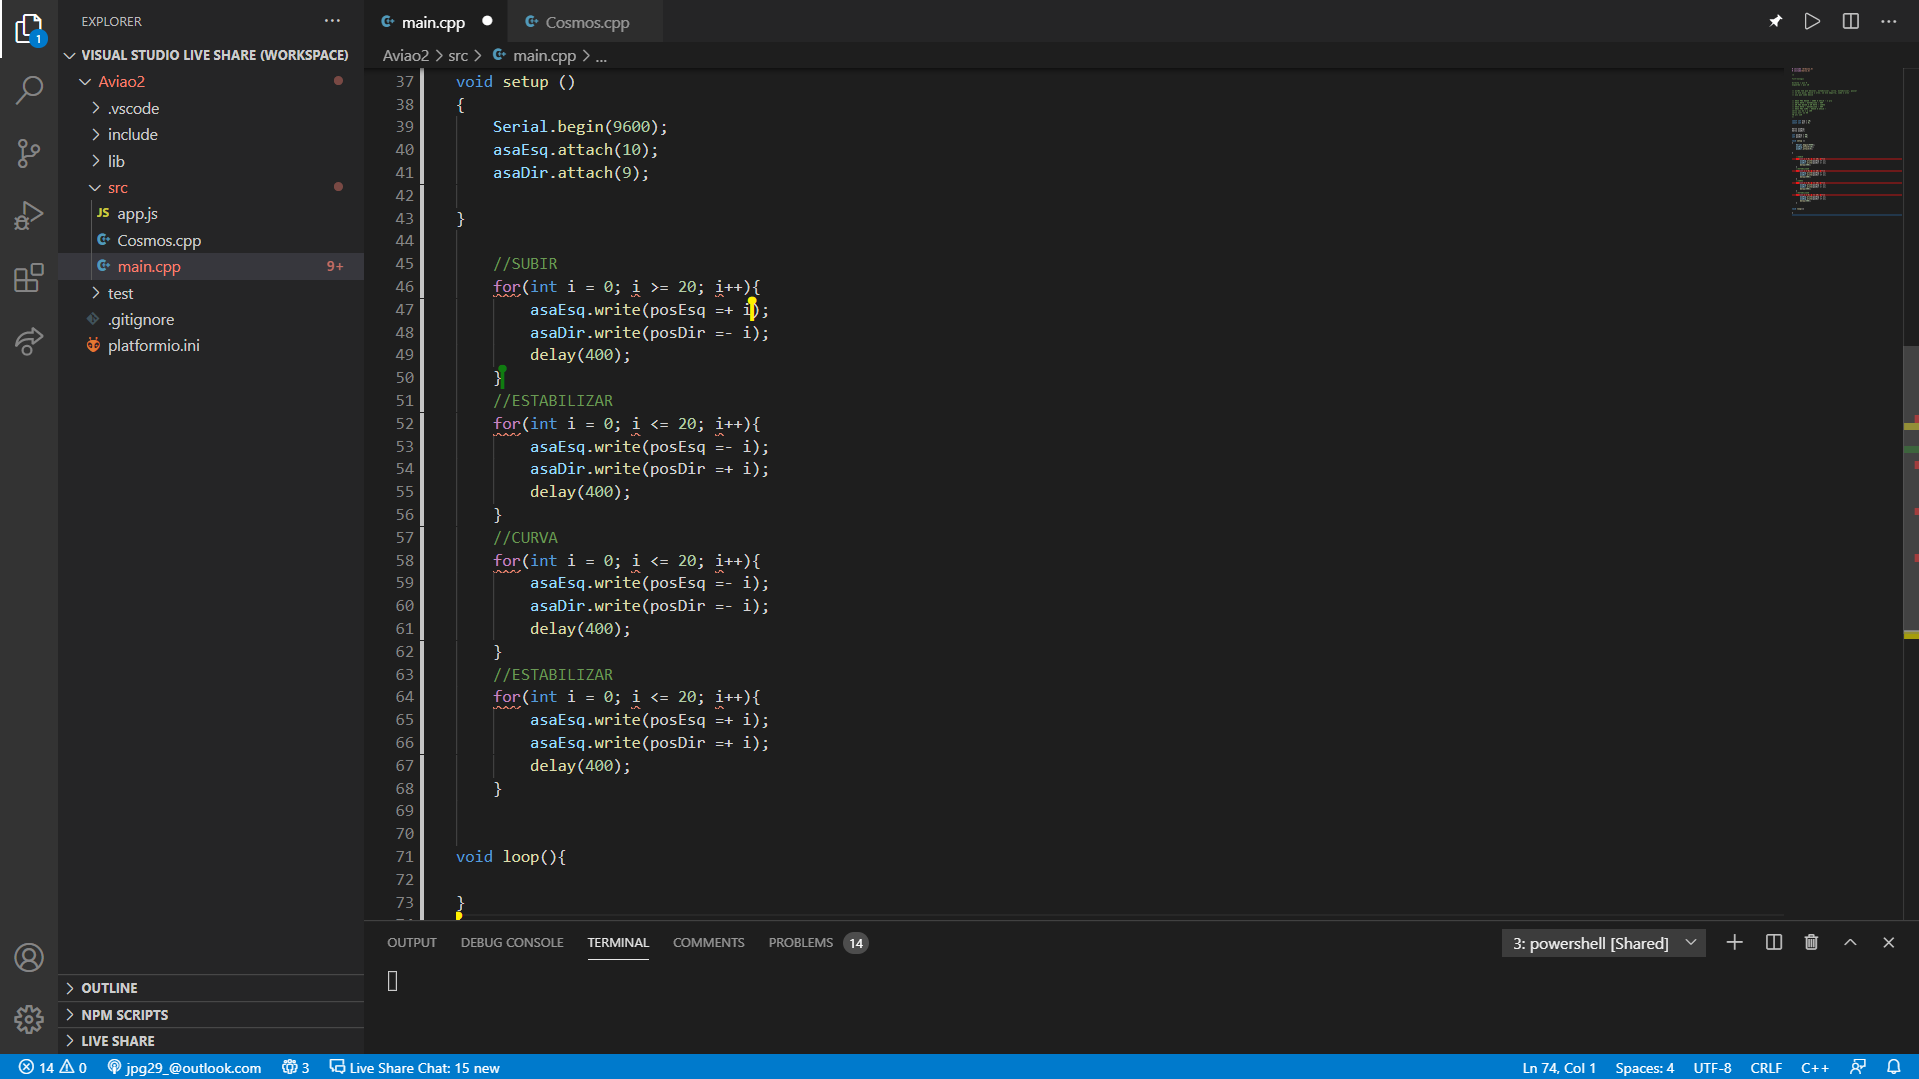 EXPLORER
main.cpp
Cosmos.cpp
1
VISUAL STUDIO LIVE SHARE (WORKSPACE)
Aviao2 > src > main.cpp > ...
Aviao2
.vscode
include
lib
src
JS app.js
Cosmos.cpp
main.cpp 9+
test
.gitignore
platformio.ini
37 void setup ()
38 {
39 Serial.begin(9600);
40 asaEsq.attach(10);
41 asaDir.attach(9);
42
43 }
44
45 //SUBIR
46 for(int i = 0; i >= 20; i++){
47 asaEsq.write(posEsq =+ i);
48 asaDir.write(posDir =- i);
49 delay(400);
50 }
51 //ESTABILIZAR
52 for(int i = 0; i <= 20; i++){
53 asaEsq.write(posEsq =- i);
54 asaDir.write(posDir =+ i);
55 delay(400);
56 }
57 //CURVA
58 for(int i = 0; i <= 20; i++){
59 asaEsq.write(posEsq =- i);
60 asaDir.write(posDir =- i);
61 delay(400);
62 }
63 //ESTABILIZAR
64 for(int i = 0; i <= 20; i++){
65 asaEsq.write(posEsq =+ i);
66 asaEsq.write(posDir =+ i);
67 delay(400);
68 }
69
70
71 void loop(){
72
73 }
OUTPUT DEBUG CONSOLE TERMINAL COMMENTS PROBLEMS 14
3: powershell [Shared]
OUTLINE
NPM SCRIPTS
LIVE SHARE
14 0 jpg29_@outlook.com 3 Live Share Chat: 15 new
Ln 74, Col 1 Spaces: 4 UTF-8 CRLF C++